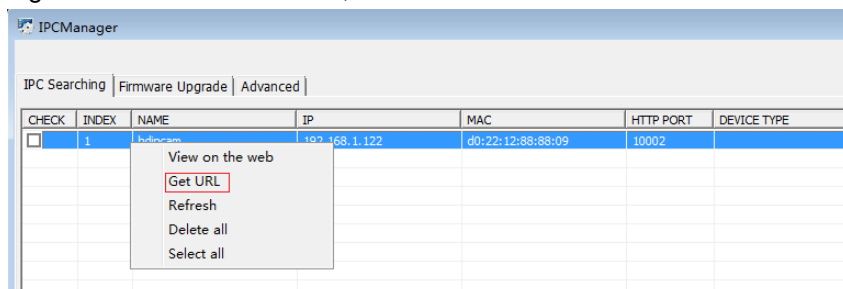 IPCManager
IPC Searching Firmware Upgrade Advanced
CHECK INDEX NAME IP MAC HTTP PORT DEVICE TYPE
1 hdipcam 192.168.1.122 d0:22:12:88:88:09 10002
View on the web
Get URL
Refresh
Delete all
Select all